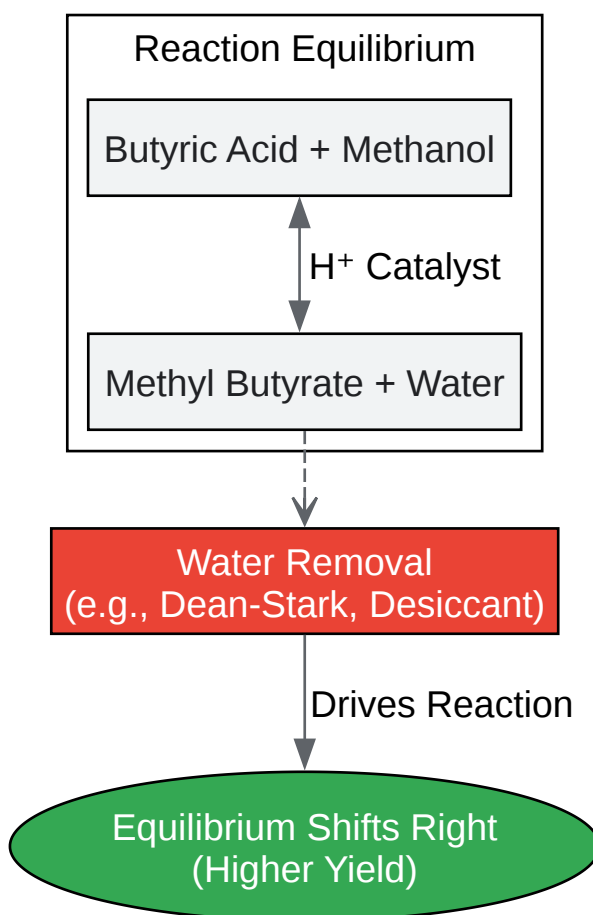 Reaction Equilibrium
Butyric Acid + Methanol
H⁺ Catalyst
Methyl Butyrate + Water
Water Removal
(e.g., Dean-Stark, Desiccant)
Drives Reaction
Equilibrium Shifts Right
(Higher Yield)